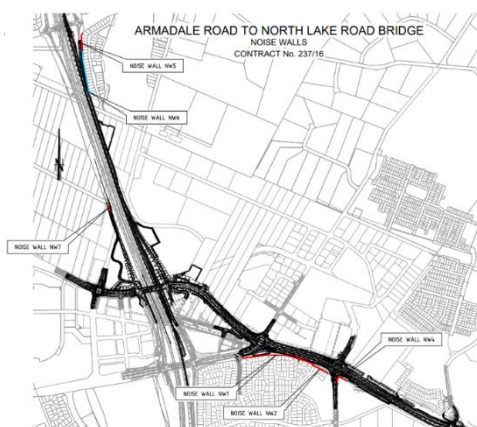 ARMADALE ROAD TO NORTH LAKE ROAD BRIDGE
NOISE WALLS
CONTRACT No. 237/16
NOISE WALL NW5
NOISE WALL NW6
N
NOISE WALL NW7
NOISE WALL NW4
NOISE WALL NW1
NOISE WALL NW2